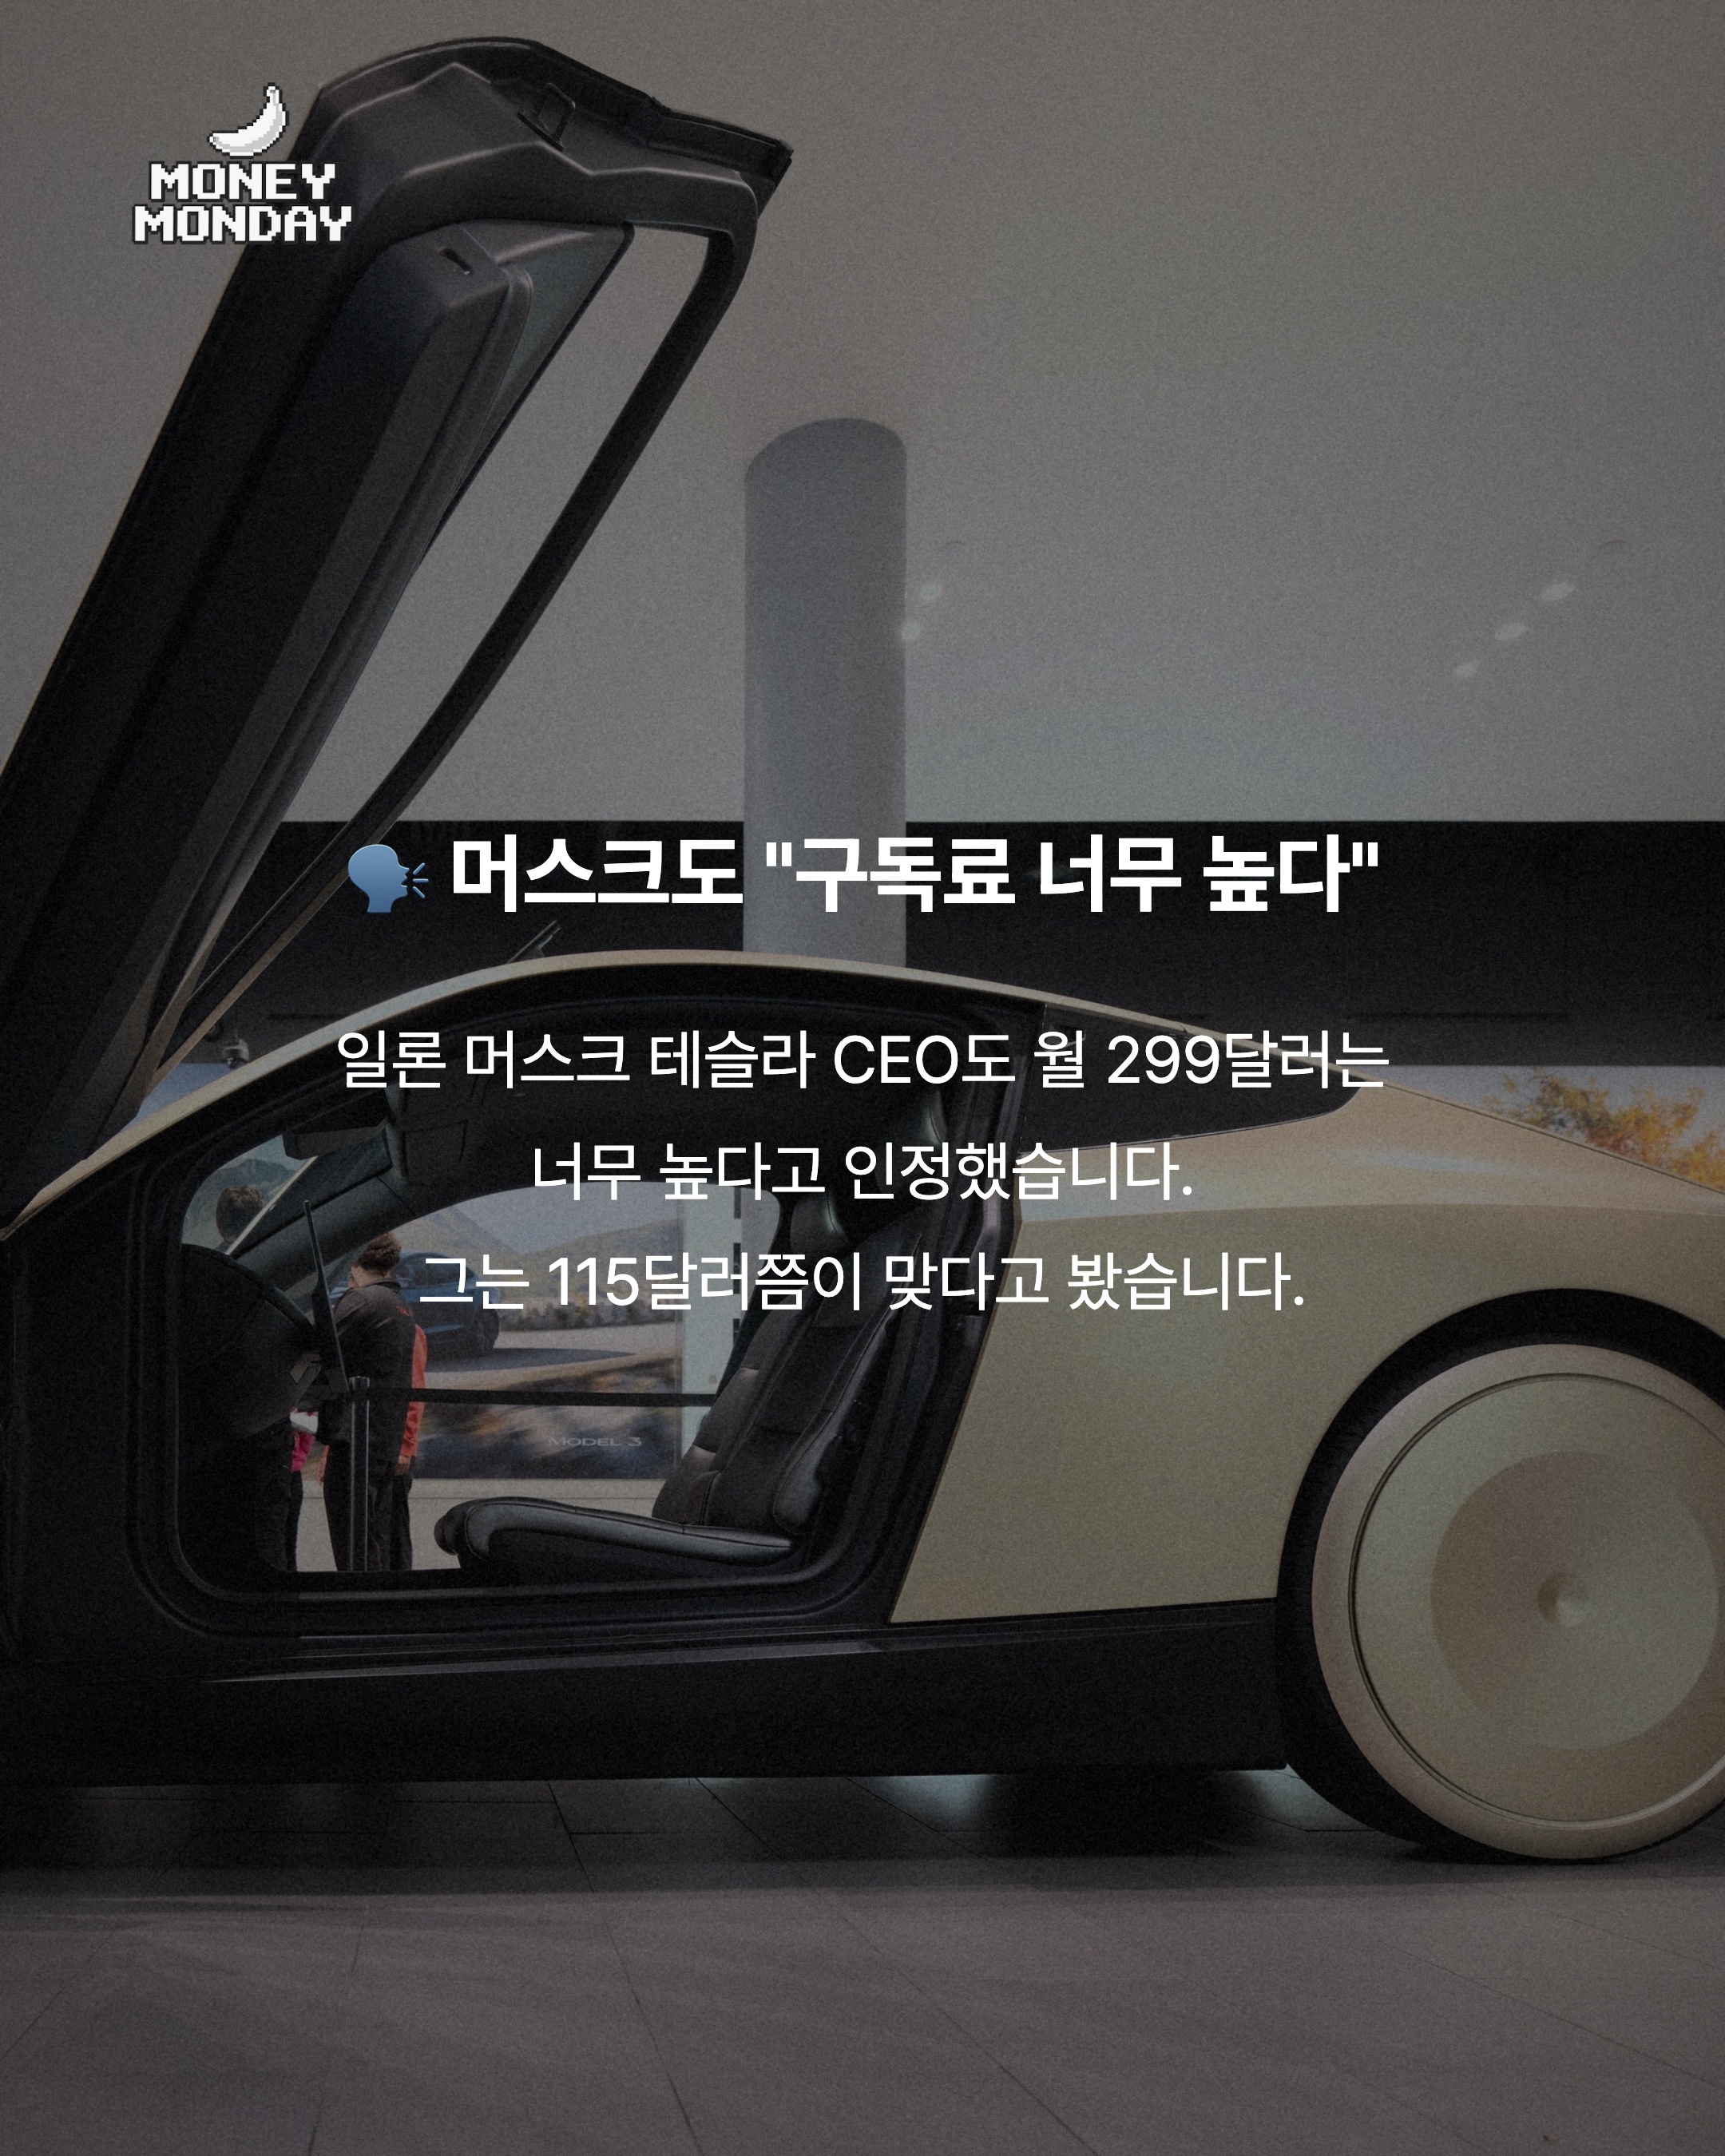 MONEY
MONDAY
🗣️ 머스크도 "구독료 너무 높다"
일론 머스크 테슬라 CEO도 월 299달러는
너무 높다고 인정했습니다.
그는 115달러쯤이 맞다고 봤습니다.
MODEL 3